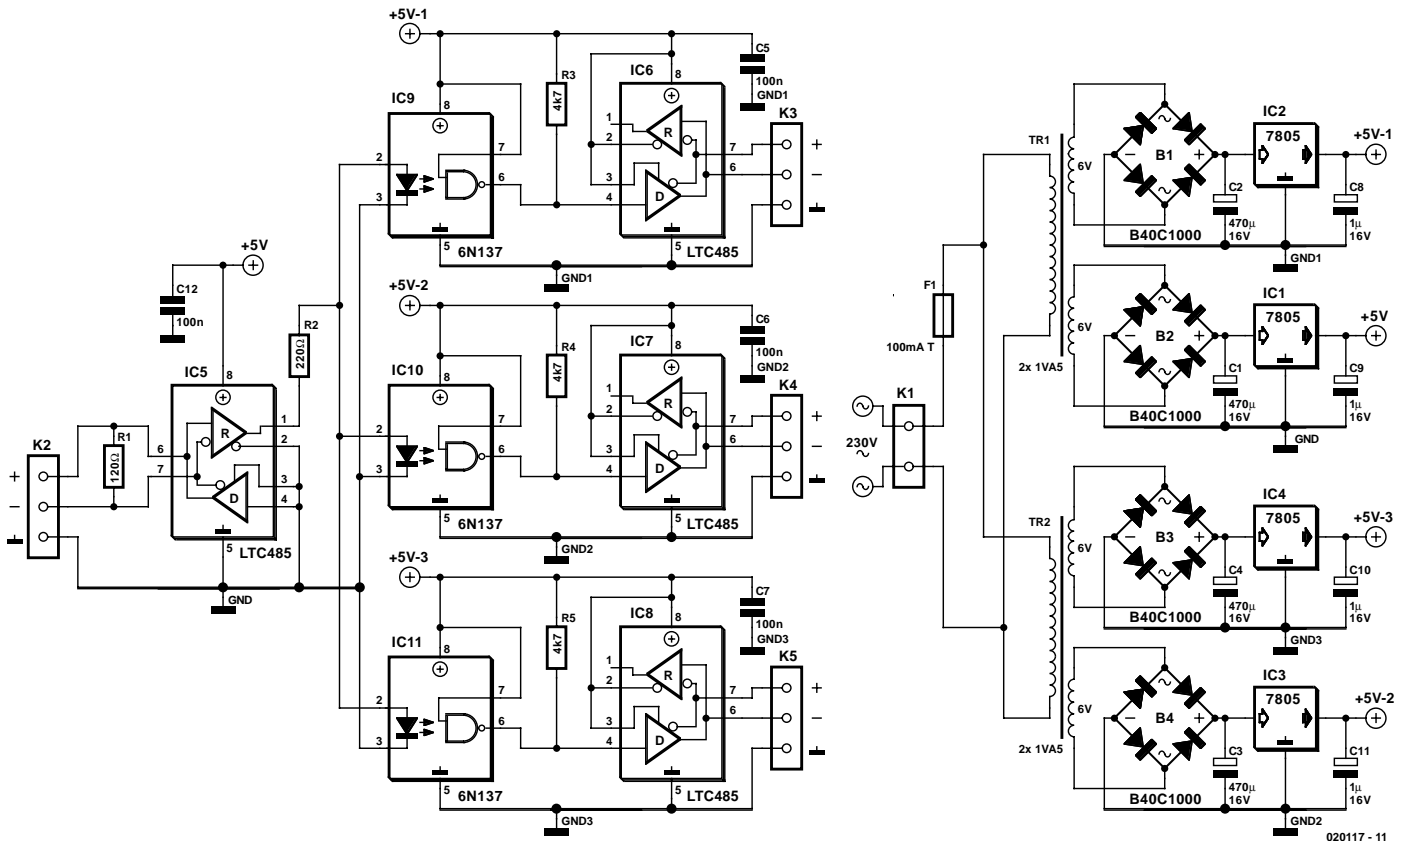 +5V-1
IC9
8
2
3
7
6
5
6N137
R3
4k7
IC6
8
1
2
3
4
R
D
7
6
5
LTC485
C5
100n
GND1
K3
+
−
GND1
+5V
C12
100n
R2
220Ω
IC5
8
1
2
3
4
R
D
6
7
5
LTC485
K2
+
−
R1
120Ω
GND
+5V-2
IC10
8
2
3
7
6
5
6N137
R4
4k7
IC7
8
1
2
3
4
R
D
7
6
5
LTC485
C6
100n
GND2
K4
+
−
GND2
+5V-3
IC11
8
2
3
7
6
5
6N137
R5
4k7
IC8
8
1
2
3
4
R
D
7
6
5
LTC485
C7
100n
GND3
K5
+
−
GND3
K1
230V
~
F1
100mA T
TR1
2x 1VA5
6V
6V
TR2
2x 1VA5
6V
6V
B1
~
~
−
+
B40C1000
C2
470µ
16V
IC2
7805
C8
1µ
16V
+5V-1
GND1
B2
~
~
−
+
B40C1000
C1
470µ
16V
IC1
7805
C9
1µ
16V
+5V
GND
B3
~
~
−
+
B40C1000
C4
470µ
16V
IC4
7805
C10
1µ
16V
+5V-3
GND3
B4
~
~
−
+
B40C1000
C3
470µ
16V
IC3
7805
C11
1µ
16V
+5V-2
GND2
020117 - 11